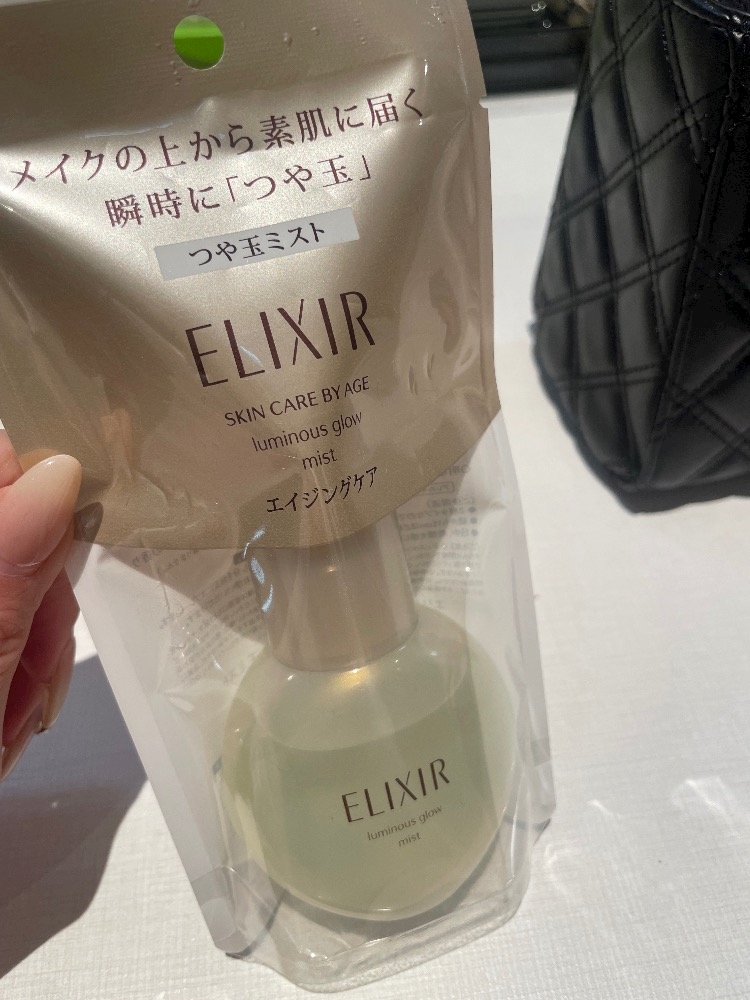 メイクの上から素肌に届く
瞬時に「つや玉」
つや玉ミスト
ELIXIR
SKIN CARE BY AGE
luminous glow
mist
エイジングケア
ELIXIR
luminous glow
mist